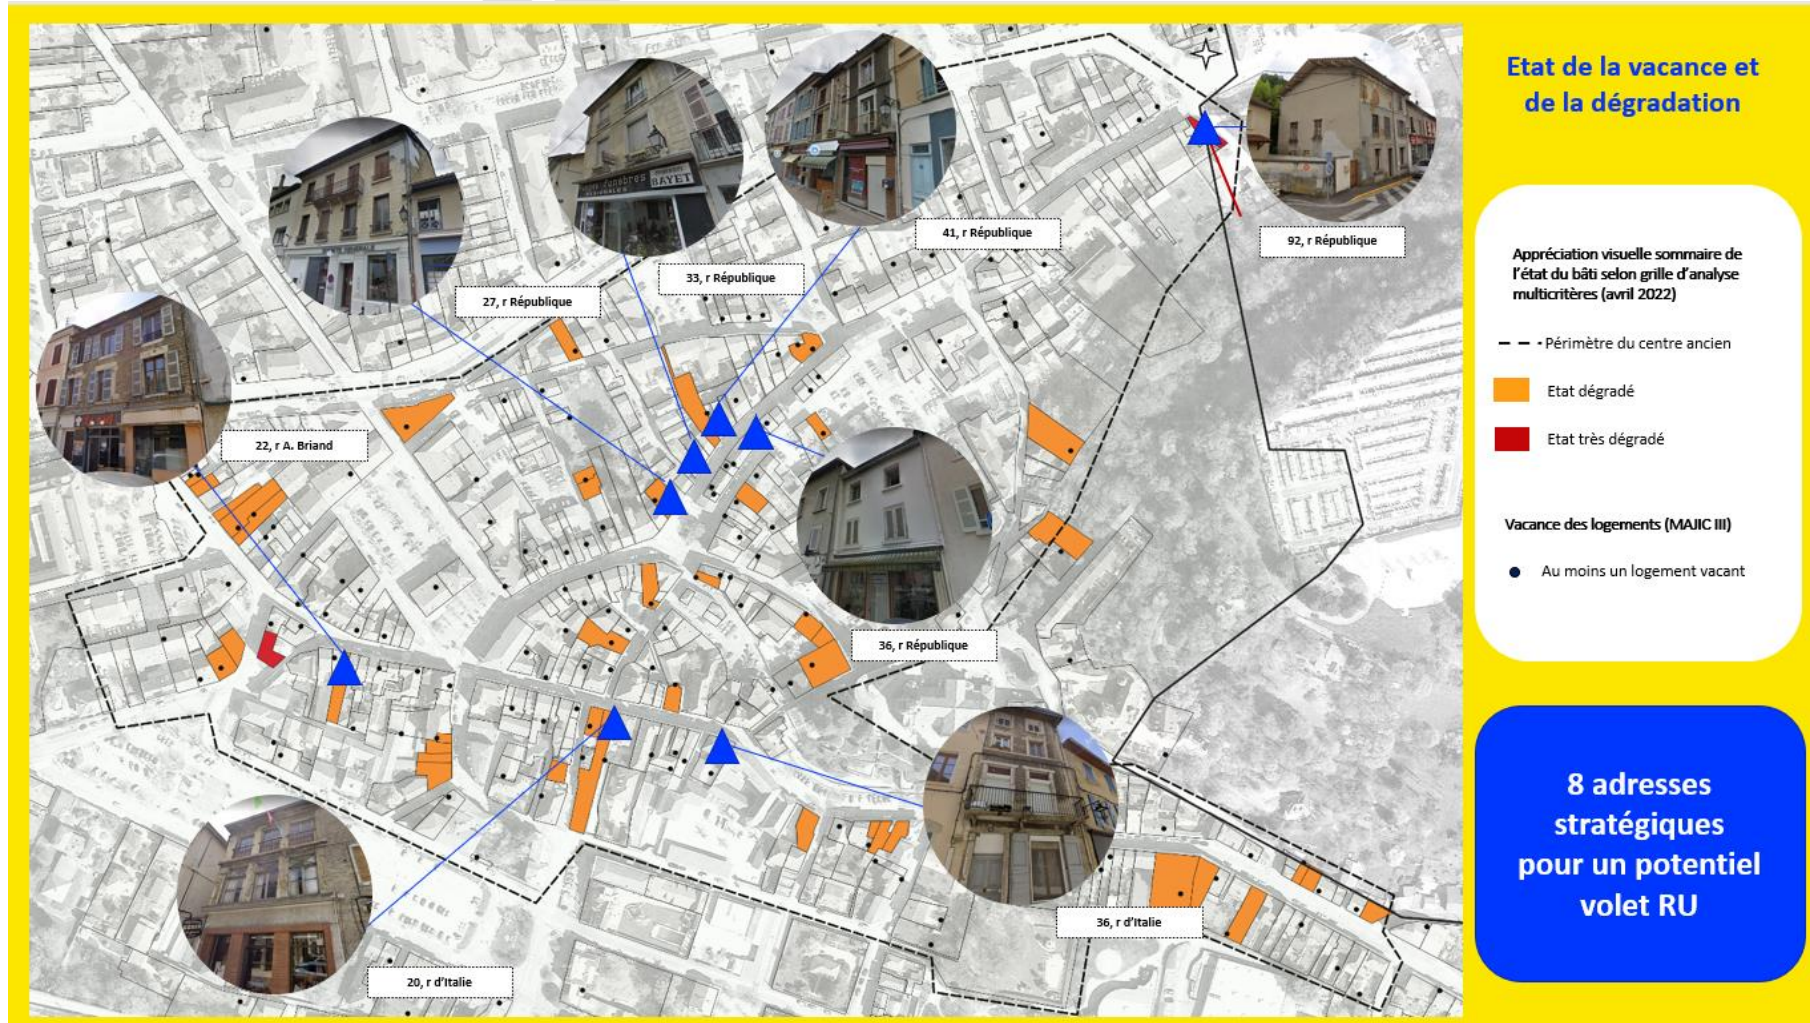 Etat de la vacance et
de la dégradation
Appréciation visuelle sommaire de
l'état du bâti selon grille d'analyse
multicritères (avril 2022)
Périmètre du centre ancien
Etat dégradé
Etat très dégradé
Vacance des logements (MAJIC III)
Au moins un logement vacant
8 adresses
stratégiques
pour un potentiel
volet RU
41, r République
92, r République
33, r République
27, r République
22, r A. Briand
36, r République
36, r d'Italie
20, r d'Italie
BAYET